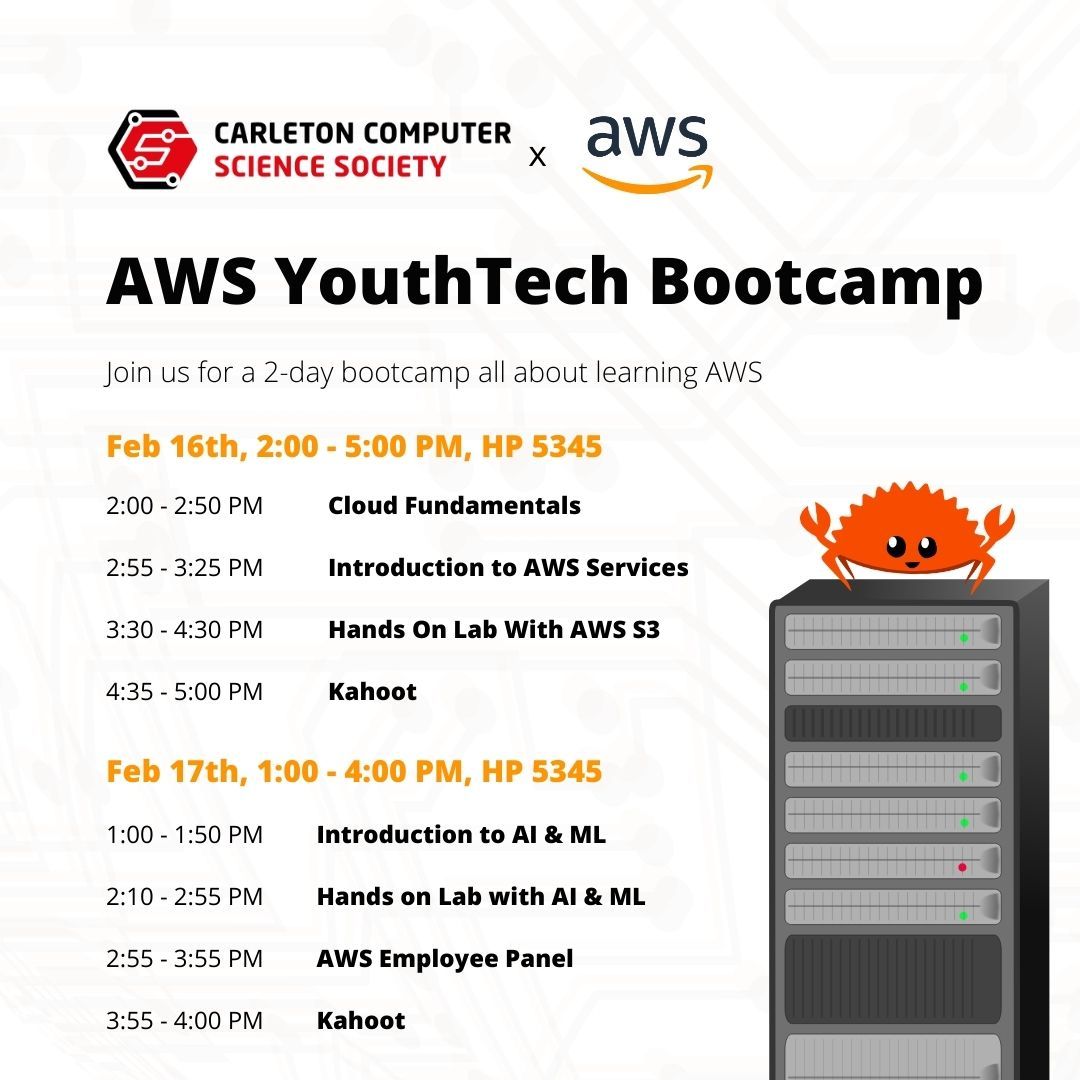 CARLETON COMPUTER
SCIENCE SOCIETY
x
aws
AWS YouthTech Bootcamp
Join us for a 2-day bootcamp all about learning AWS
Feb 16th, 2:00 - 5:00 PM, HP 5345
2:00 - 2:50 PM Cloud Fundamentals
2:55 - 3:25 PM Introduction to AWS Services
3:30 - 4:30 PM Hands On Lab With AWS S3
4:35 - 5:00 PM Kahoot
Feb 17th, 1:00 - 4:00 PM, HP 5345
1:00 - 1:50 PM Introduction to AI & ML
2:10 - 2:55 PM Hands on Lab with AI & ML
2:55 - 3:55 PM AWS Employee Panel
3:55 - 4:00 PM Kahoot